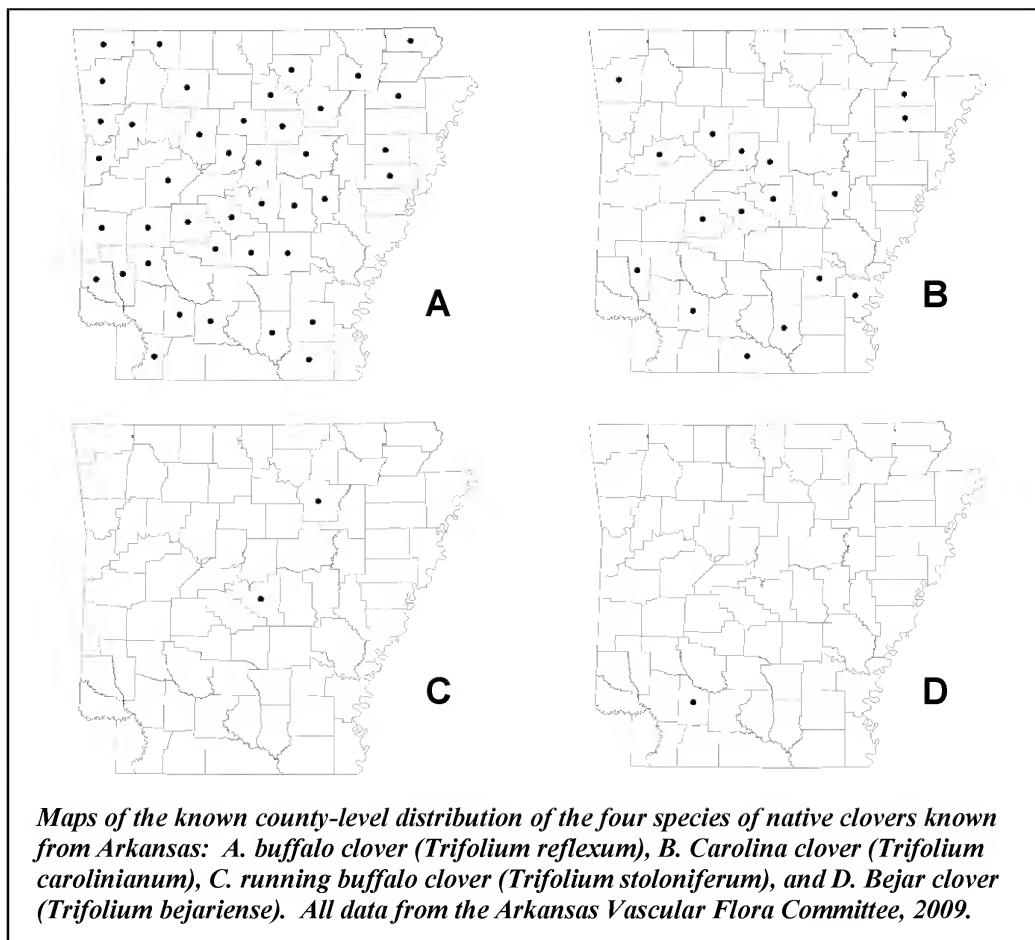 A
B
C
D
Maps of the known county-level distribution of the four species of native clovers known
from Arkansas: A. buffalo clover (Trifolium reflexum), B. Carolina clover (Trifolium
carolinianum), C. running buffalo clover (Trifolium stoloniferum), and D. Bejar clover
(Trifolium bejariense). All data from the Arkansas Vascular Flora Committee, 2009.